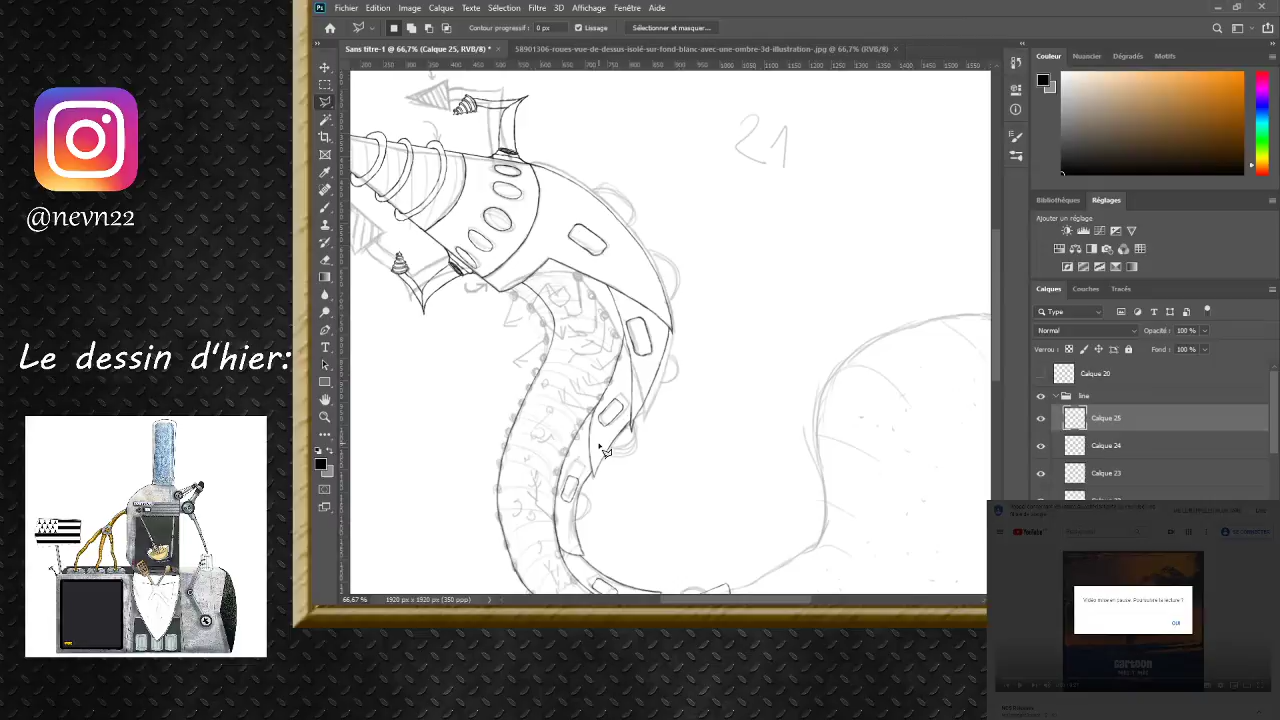 @nevn22
Le dessin d'hier:
Ps Fichier Edition Image Calque Texte Sélection Filtre 3D Affichage Fenêtre Aide
Contour progressif : 0 px Lissage Sélectionner et masquer...
Sans titre-1 @ 66,7% (Calque 25, RVB/8) *
58901306-roues-vue-de-dessus-isolé-sur-fond-blanc-avec-une-ombre-3d-illustration-.jpg @ 66,7% (RVB/8)
21
66,67 % 1920 px x 1920 px (350 ppp)
Couleur Nuancier Dégradés Motifs
Bibliothèques Réglages
Ajouter un réglage
Calques Couches Tracés
Type
Normal Opacité : 100 %
Verrou : Fond : 100 %
Calque 20
line
Calque 25
Calque 24
Calque 23
YouTube
Vidéo mise en pause. Poursuivre la lecture ?
OUI